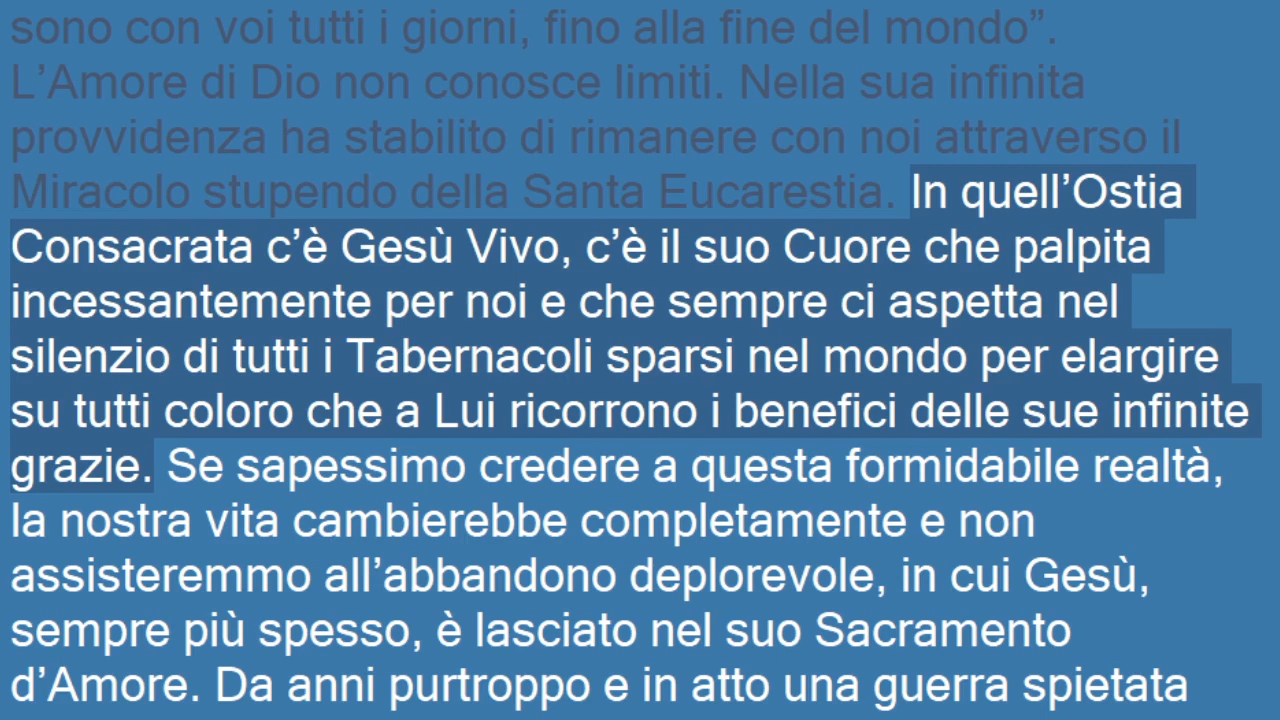 sono con voi tutti i giorni, fino alla fine del mondo”.
L’Amore di Dio non conosce limiti. Nella sua infinita
provvidenza ha stabilito di rimanere con noi attraverso il
Miracolo stupendo della Santa Eucarestia. In quell’Ostia
Consacrata c’è Gesù Vivo, c’è il suo Cuore che palpita
incessantemente per noi e che sempre ci aspetta nel
silenzio di tutti i Tabernacoli sparsi nel mondo per elargire
su tutti coloro che a Lui ricorrono i benefici delle sue infinite
grazie. Se sapessimo credere a questa formidabile realtà,
la nostra vita cambierebbe completamente e non
assisteremmo all’abbandono deplorevole, in cui Gesù,
sempre più spesso, è lasciato nel suo Sacramento
d’Amore. Da anni purtroppo e in atto una guerra spietata